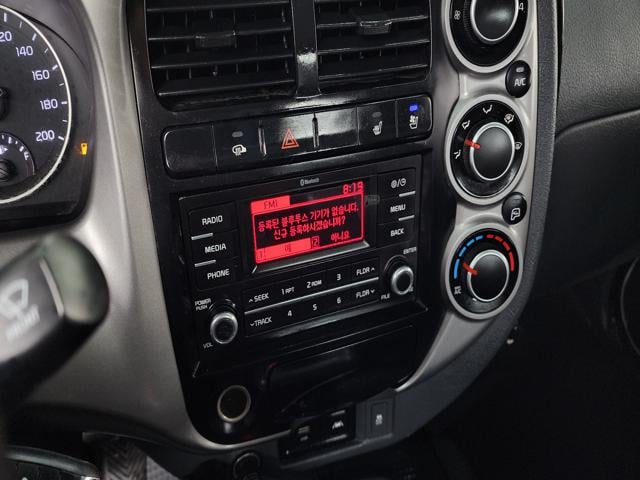 120
140
160
180
200
A/C
Bluetooth
FM1
8:19
등록된 블루투스 기기가 없습니다.
신규 등록하시겠습니까?
1 예 2 아니요
RADIO
MEDIA
PHONE
MENU
BACK
ENTER
POWER
PUSH
VOL
∧SEEK 1 RPT 2 RDM 3 FLDR∧
∨TRACK 4 5 6 FLDR∨
FILE